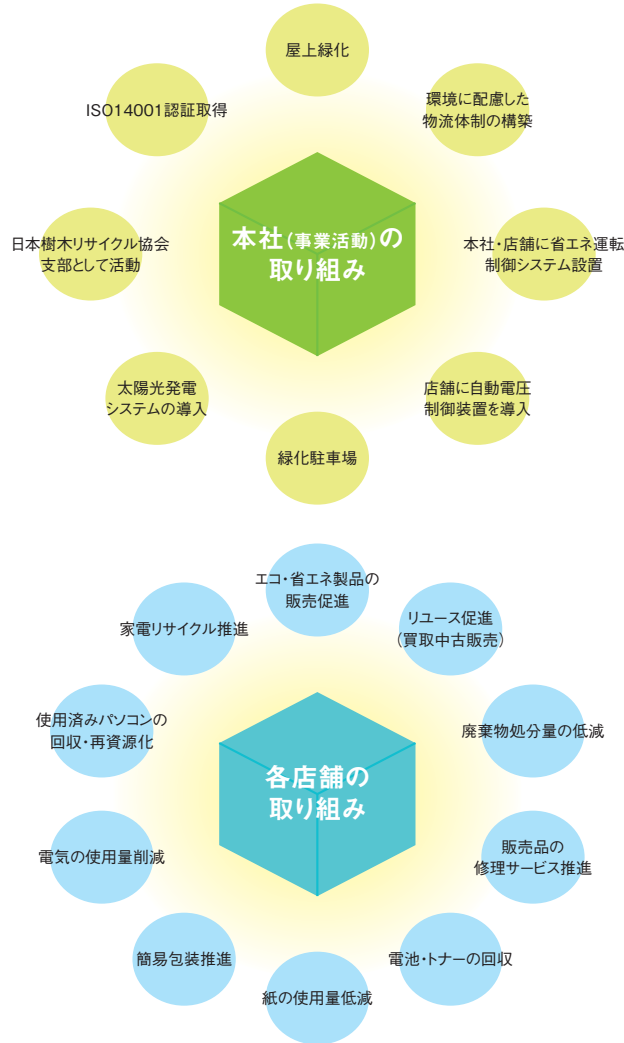 屋上緑化
環境に配慮した
物流体制の構築
本社・店舗に省エネ運転
制御システム設置
店舗に自動電圧
制御装置を導入
緑化駐車場
太陽光発電
システムの導入
日本樹木リサイクル協会
支部として活動
ISO14001認証取得
本社(事業活動)の
取り組み
エコ・省エネ製品の
販売促進
リユース促進
(買取中古販売)
廃棄物処分量の低減
販売品の
修理サービス推進
電池・トナーの回収
紙の使用量低減
簡易包装推進
電気の使用量削減
使用済みパソコンの
回収・再資源化
家電リサイクル推進
各店舗の
取り組み